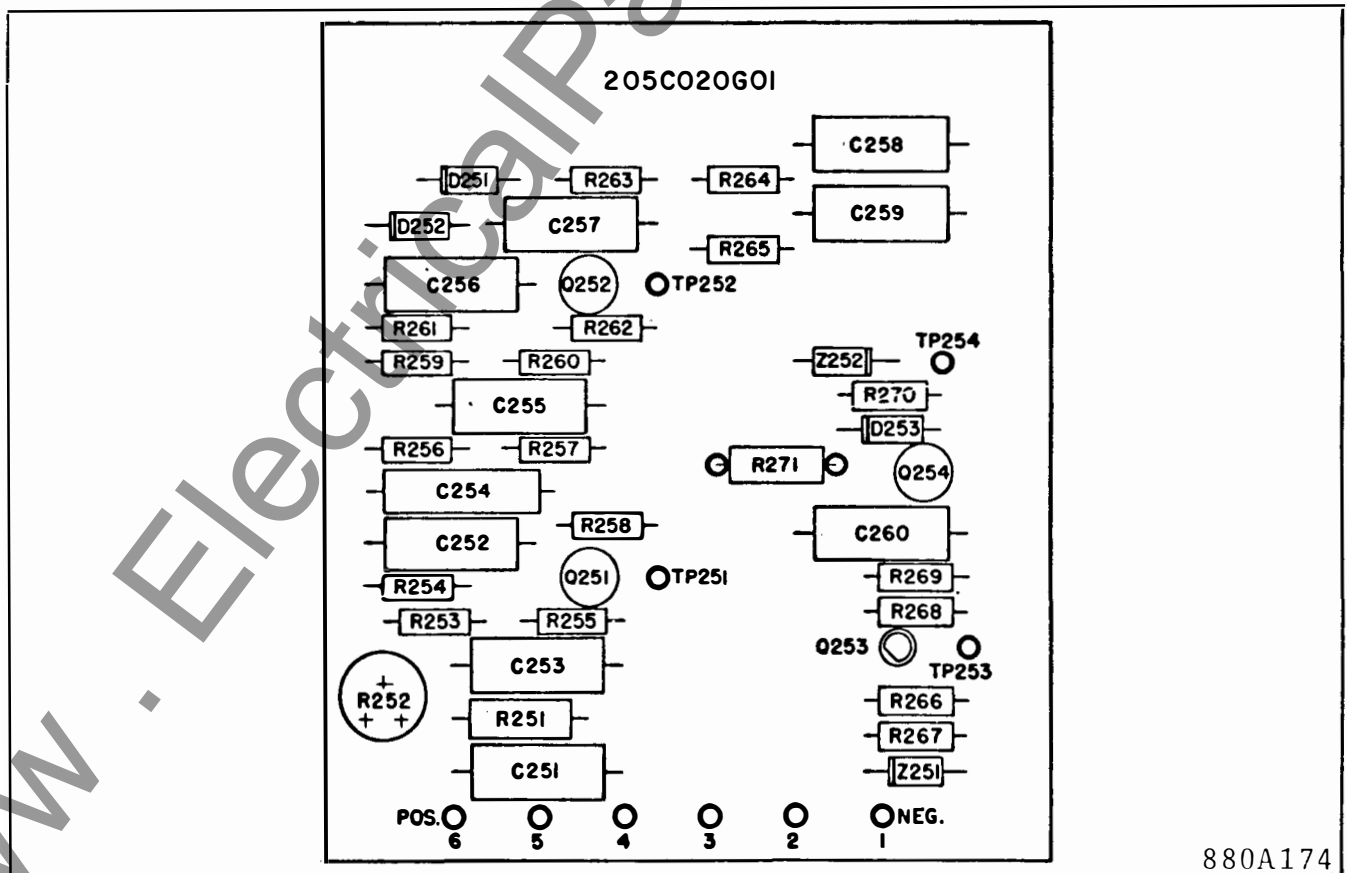 205C020G01
C258
D251 R263 R264
D252 C257 C259
R265
C256 Q252 TP252
R261 R262
TP254
R259 R260 Z252
C255 R270
D253
R256 R257
R271 Q254
C254
R258 C260
C252
R254 Q251 TP251 R269
R253 R255 R268
Q253
C253 TP253
R252 R266
R251 R267
C251 Z251
POS. NEG.
6 5 4 3 2 1
880A174
www. ElectricalPa